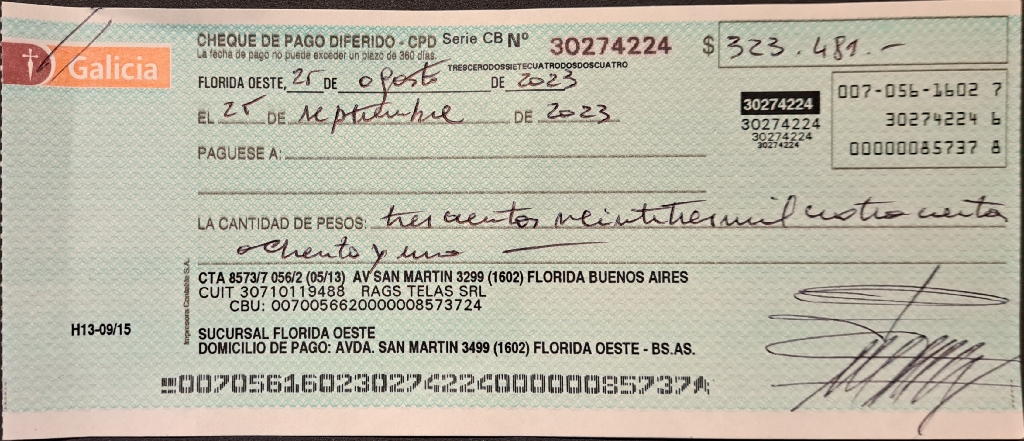 Galicia
CHEQUE DE PAGO DIFERIDO - CPD Serie CB Nº 30274224 $ 323.481.-
La fecha de pago no puede exceder un plazo de 360 días.
TRESCERODOSSIETECUATRODOSDOSCUATRO
FLORIDA OESTE, 25 DE agosto DE 2023
EL 25 DE septiembre DE 2023
30274224
30274224
30274224
30274224
007-056-1602 7
30274224 6
00000085737 8
PAGUESE A:
LA CANTIDAD DE PESOS: trescientos veintitres mil cuatrocientos
ochenta y uno
CTA 8573/7 056/2 (05/13) AV SAN MARTIN 3299 (1602) FLORIDA BUENOS AIRES
CUIT 30710119488 RAGS TELAS SRL
CBU: 0070056620000008573724
Impresora Contable S.A.
H13-09/15
SUCURSAL FLORIDA OESTE
DOMICILIO DE PAGO: AVDA. SAN MARTIN 3499 (1602) FLORIDA OESTE - BS.AS.
00705616023027422400000085737